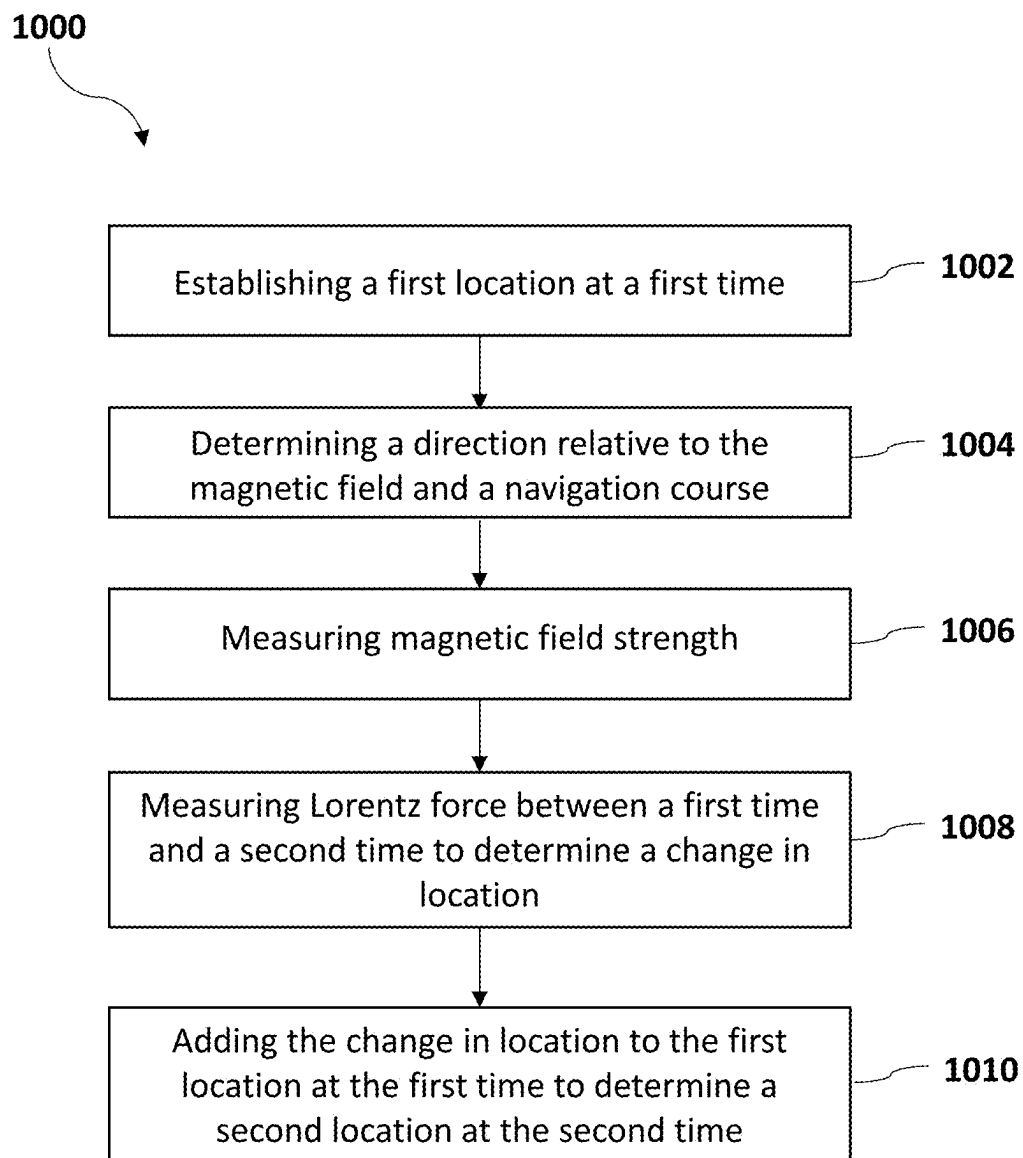 1000
Establishing a first location at a first time
1002
Determining a direction relative to the
magnetic field and a navigation course
1004
Measuring magnetic field strength
1006
Measuring Lorentz force between a first time
and a second time to determine a change in
location
1008
Adding the change in location to the first
location at the first time to determine a
second location at the second time
1010